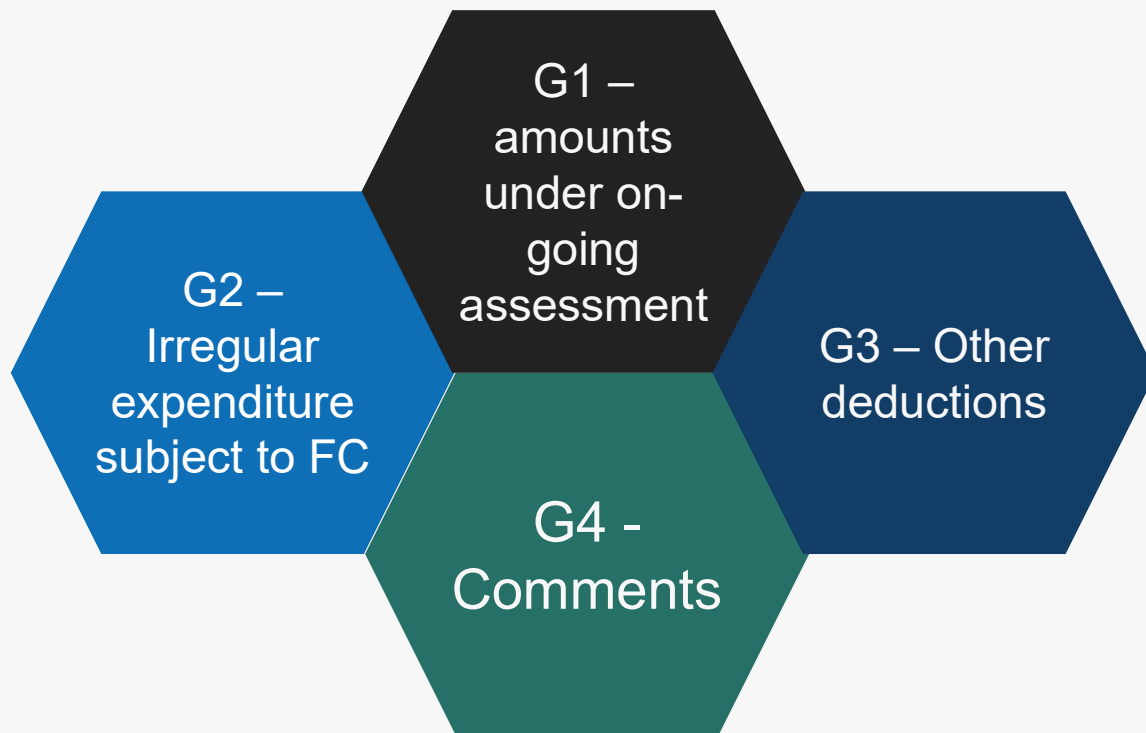 G1 –
amounts
under on-
going
assessment
G2 –
Irregular
expenditure
subject to FC
G3 – Other
deductions
G4 -
Comments